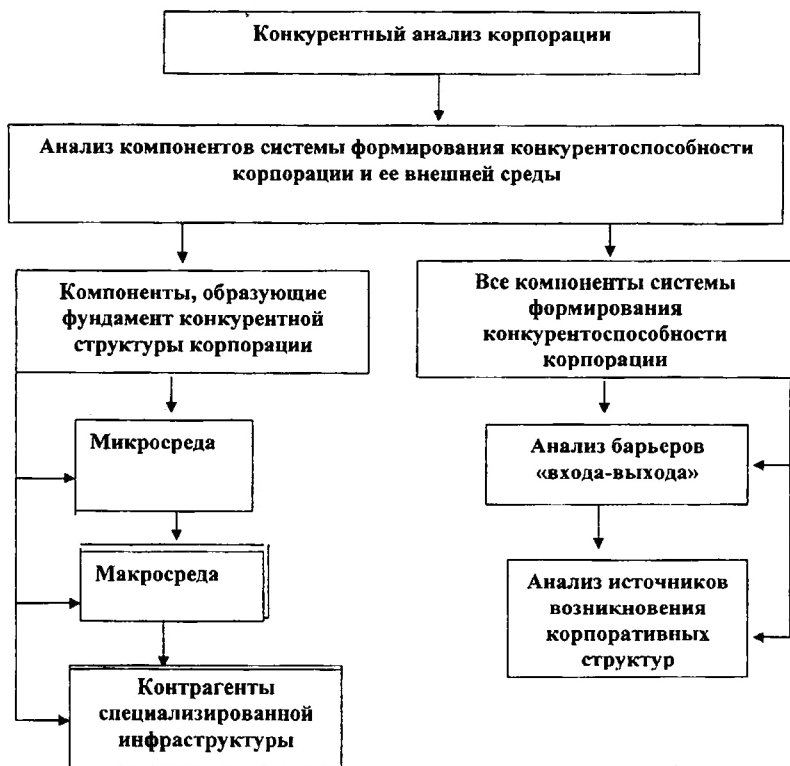 Конкурентный анализ корпорации
Анализ компонентов системы формирования конкурентоспособности
корпорации и ее внешней среды
Компоненты, образующие
фундамент конкурентной
структуры корпорации
Все компоненты системы
формирования
конкурентоспособности
корпорации
Микросреда
Анализ барьеров
«входа-выхода»
Макросреда
Анализ источников
возникновения
корпоративных
структур
Контрагенты
специализированной
инфраструктуры